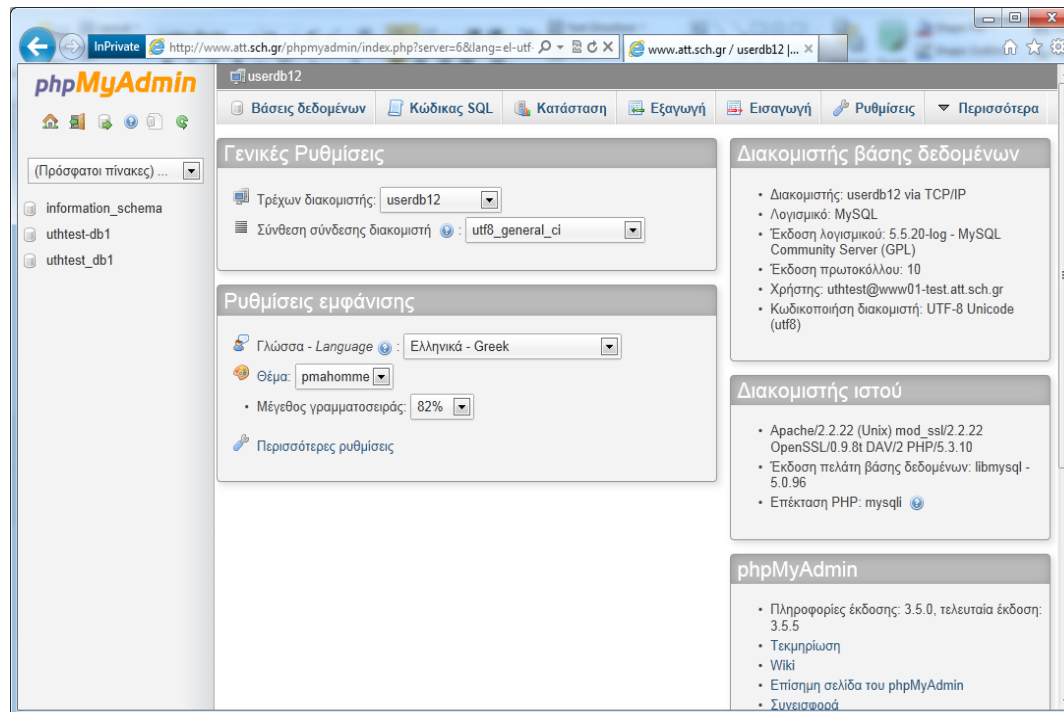 InPrivate
http://www.att.sch.gr/phpmyadmin/index.php?server=6&lang=el-utf-
www.att.sch.gr / userdb12 |...
phpMyAdmin
(Πρόσφατοι πίνακες) ...
information_schema
uthtest-db1
uthtest_db1
userdb12
Βάσεις δεδομένων
Κώδικας SQL
Κατάσταση
Εξαγωγή
Εισαγωγή
Ρυθμίσεις
Περισσότερα
Γενικές Ρυθμίσεις
Τρέχων διακομιστής: userdb12
Σύνθεση σύνδεσης διακομιστή : utf8_general_ci
Ρυθμίσεις εμφάνισης
Γλώσσα - Language : Ελληνικά - Greek
Θέμα: pmahomme
• Μέγεθος γραμματοσειράς: 82%
Περισσότερες ρυθμίσεις
Διακομιστής βάσης δεδομένων
• Διακομιστής: userdb12 via TCP/IP
• Λογισμικό: MySQL
• Έκδοση λογισμικού: 5.5.20-log - MySQL
Community Server (GPL)
• Έκδοση πρωτοκόλλου: 10
• Χρήστης: uthtest@www01-test.att.sch.gr
• Κωδικοποίηση διακομιστή: UTF-8 Unicode
(utf8)
Διακομιστής ιστού
• Apache/2.2.22 (Unix) mod_ssl/2.2.22
OpenSSL/0.9.8t DAV/2 PHP/5.3.10
• Έκδοση πελάτη βάσης δεδομένων: libmysql -
5.0.96
• Επέκταση PHP: mysqli
phpMyAdmin
• Πληροφορίες έκδοσης: 3.5.0, τελευταία έκδοση:
3.5.5
• Τεκμηρίωση
• Wiki
• Επίσημη σελίδα του phpMyAdmin
• Συνεισφορά